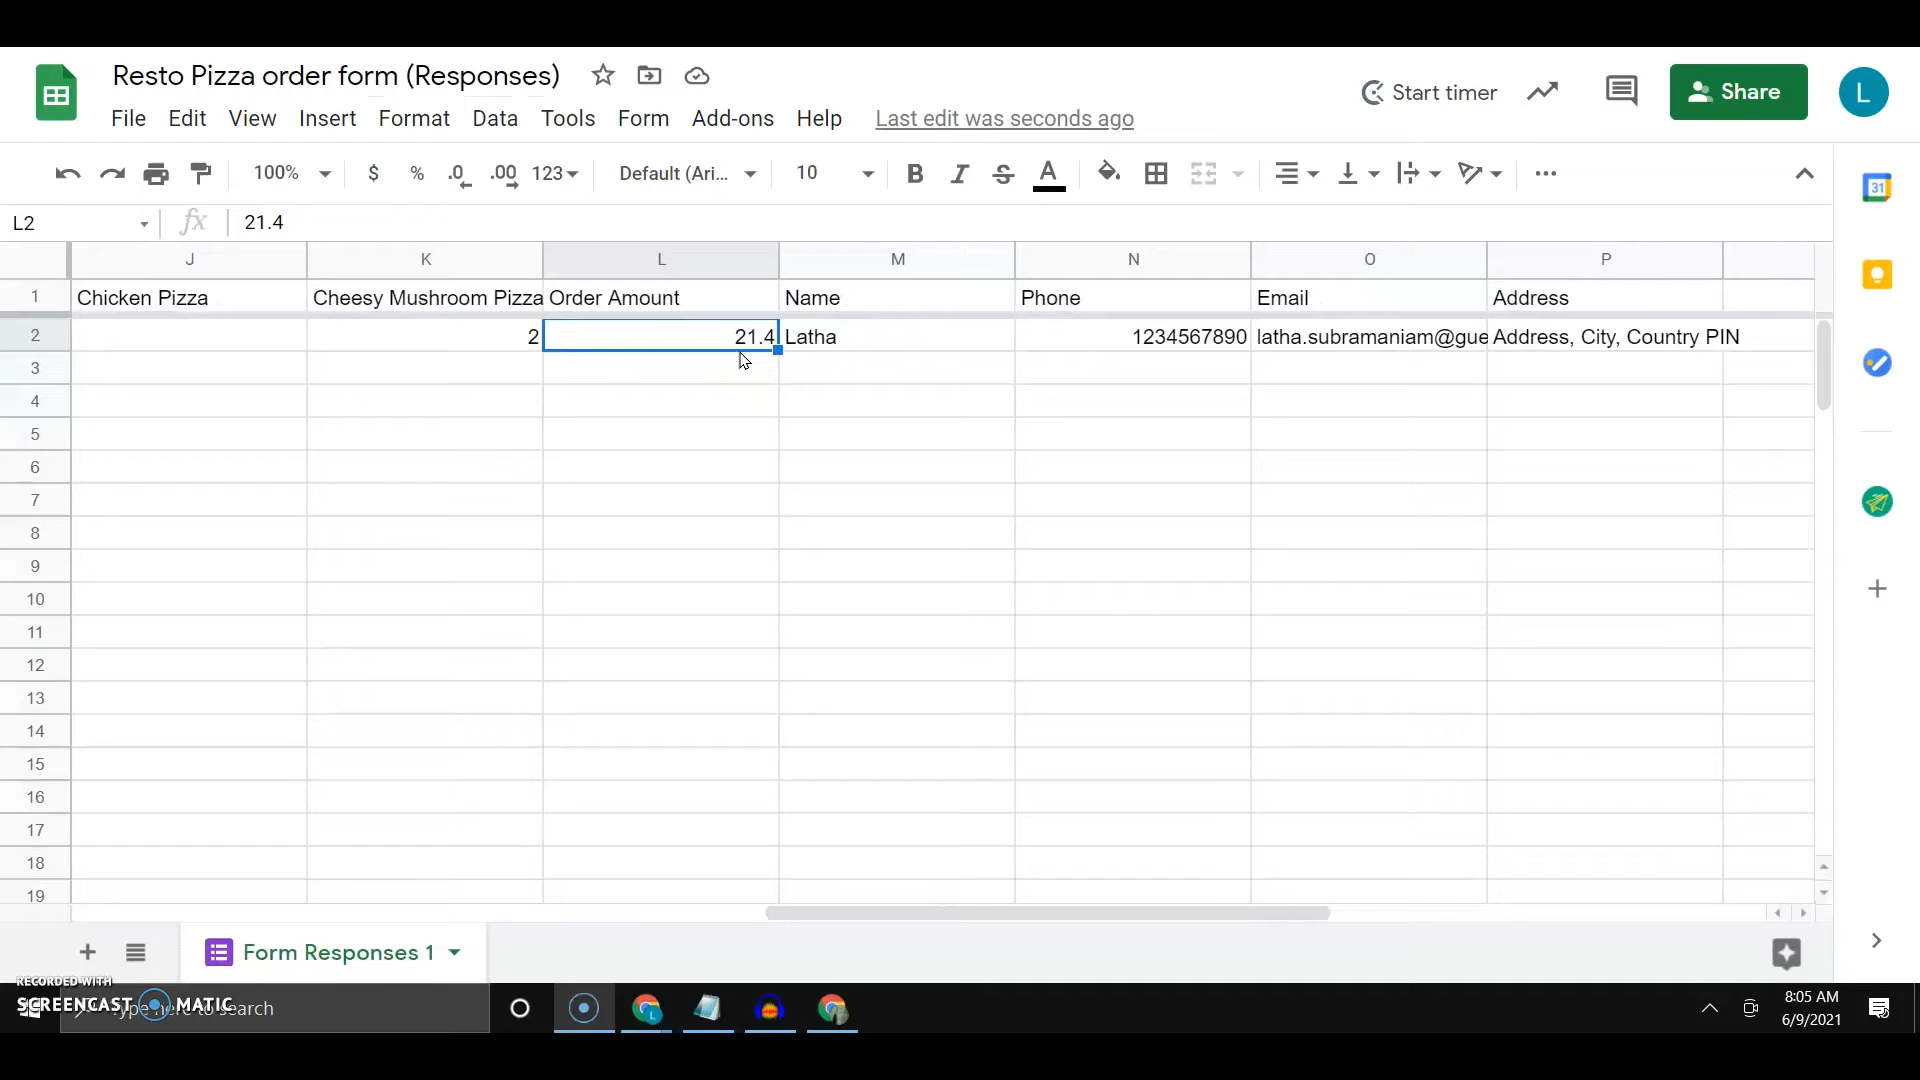 Resto Pizza order form (Responses)
Start timer
Share
L
File Edit View Insert Format Data Tools Form Add-ons Help Last edit was seconds ago
100% $ % .0 .00 123 Default (Ari... 10 B I S A
31
L2 fx 21.4
J K L M N O P
1 Chicken Pizza Cheesy Mushroom Pizza Order Amount Name Phone Email Address
2 2 21.4 Latha 1234567890 latha.subramaniam@gue Address, City, Country PIN
3
4
5
6
7
8
9
10
11
12
13
14
15
16
17
18
19
Form Responses 1
RECORDED WITH
SCREENCAST MATIC
to search
8:05 AM
6/9/2021